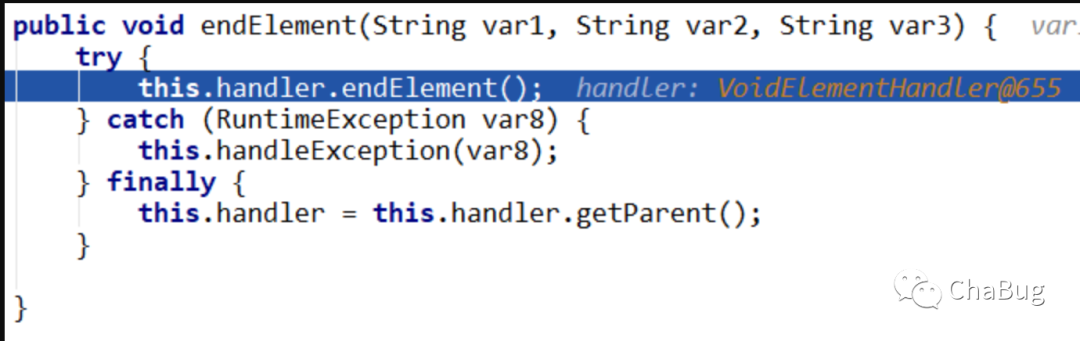 public void endElement(String var1, String var2, String var3) {  var
try {
this.handler.endElement();  handler: VoidElementHandler@655
} catch (RuntimeException var8) {
this.handleException(var8);
} finally {
this.handler = this.handler.getParent();
}
}
ChaBug